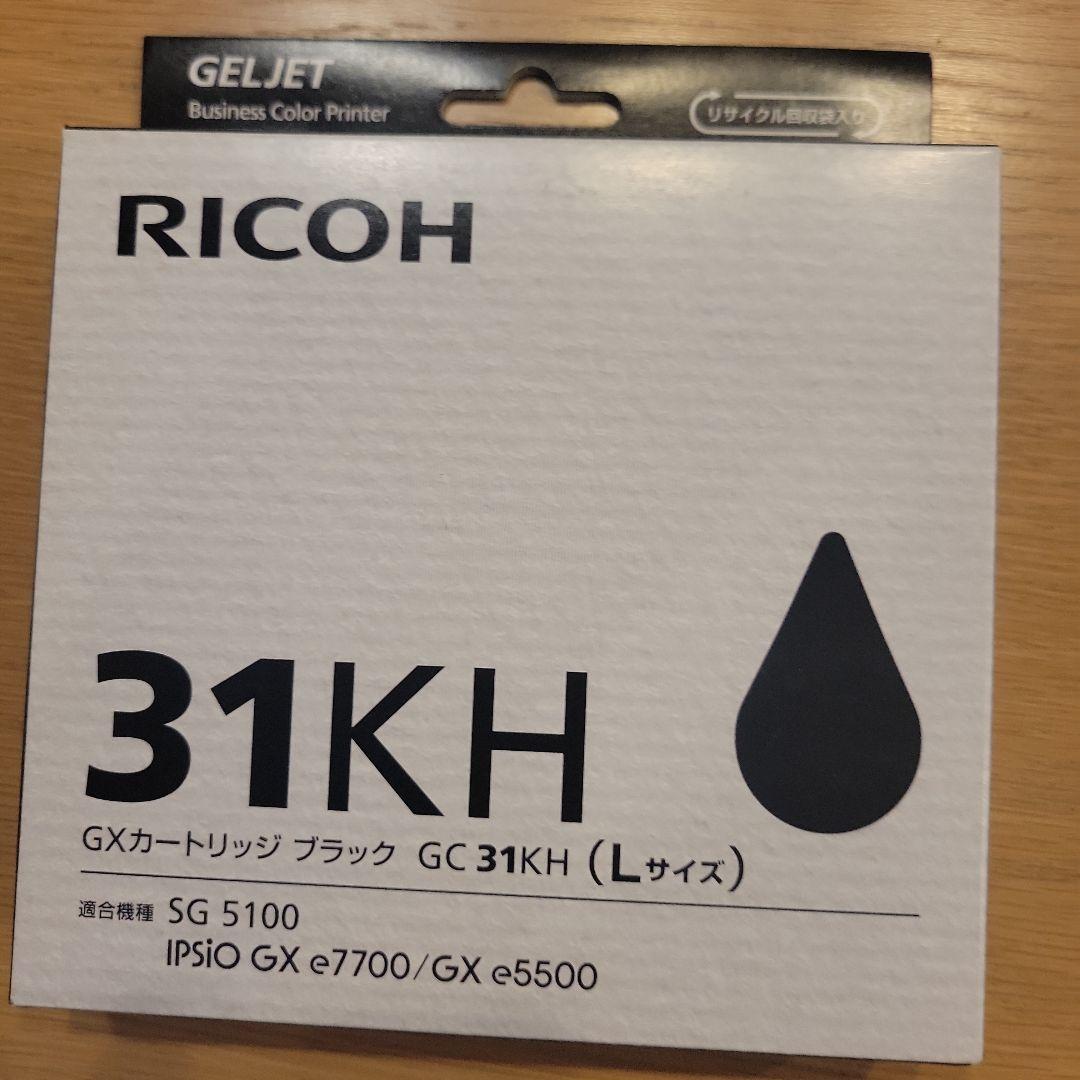 GELJET
Business Color Printer
リサイクル回収袋入り
RICOH
31KH
GXカートリッジ ブラック GC 31KH (Lサイズ)
適合機種 SG 5100
IPSiO GX e7700/GX e5500